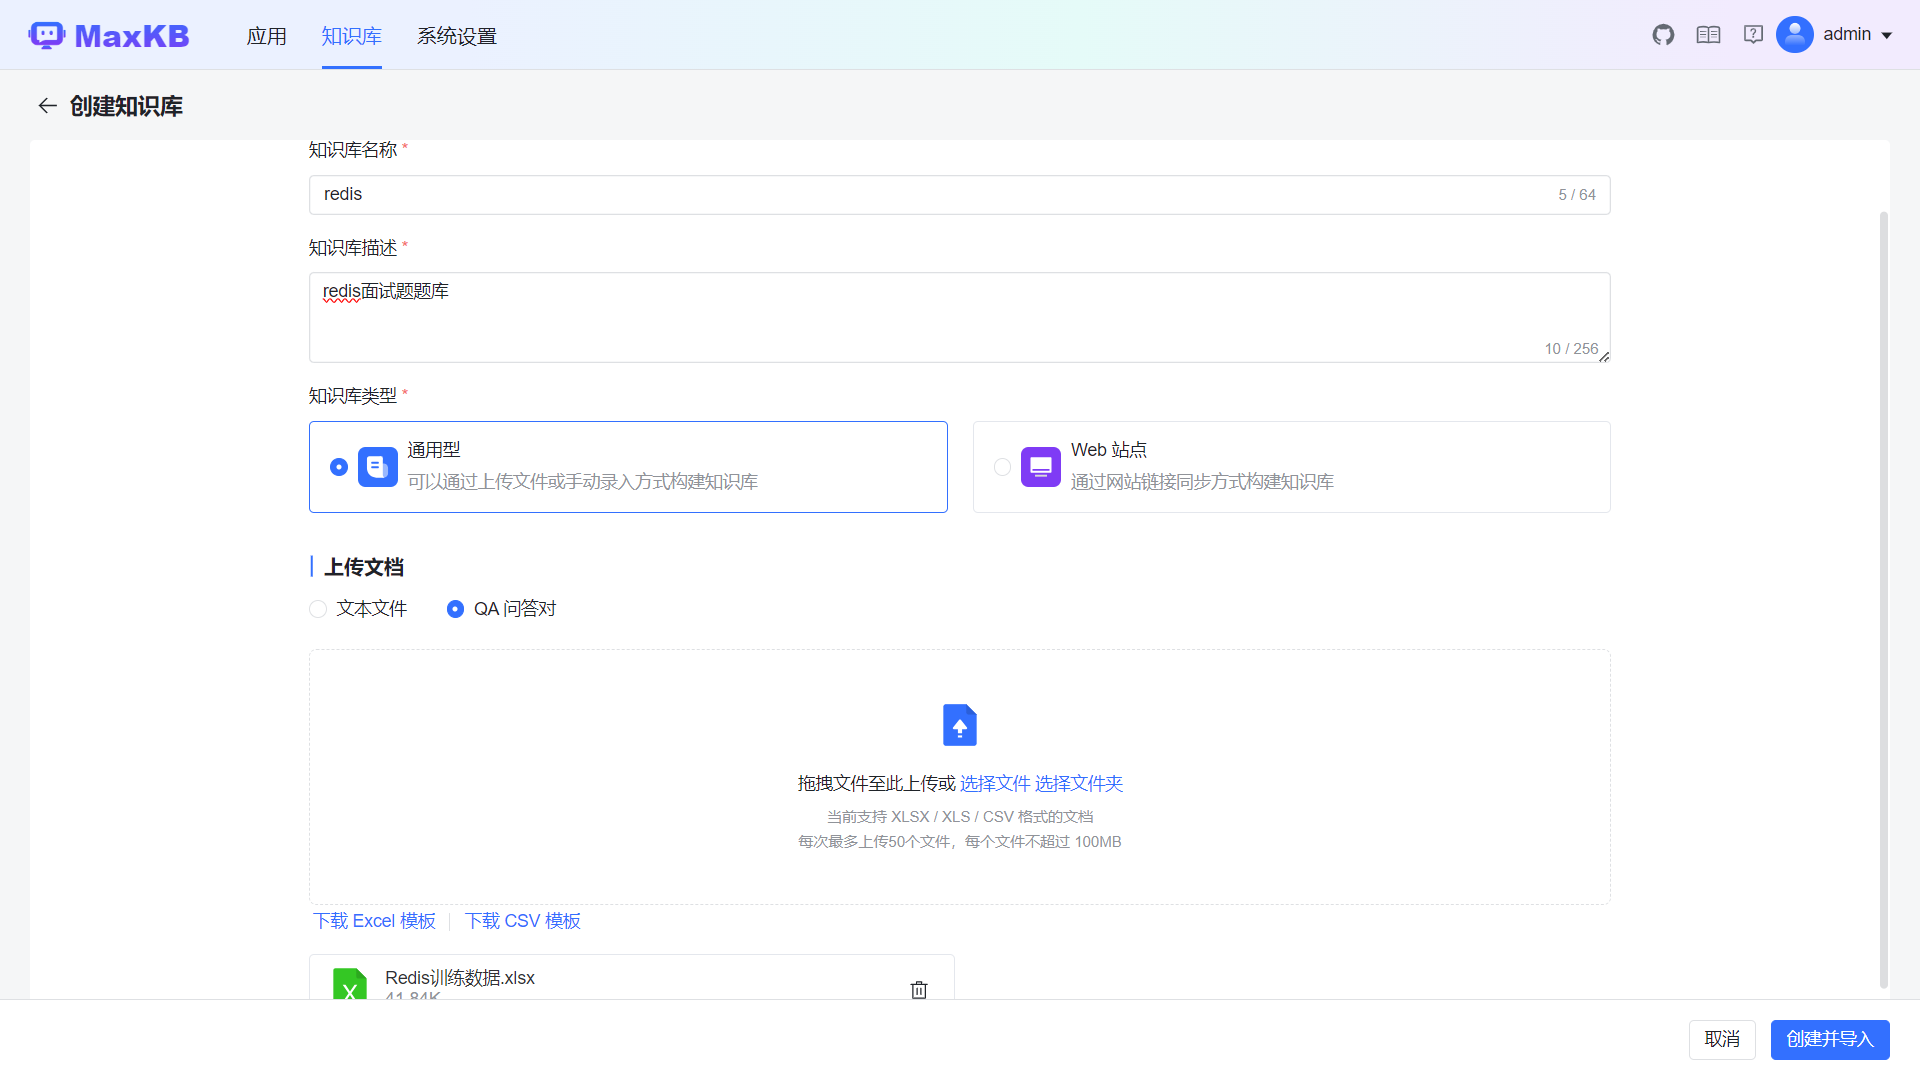 MaxKB
应用
知识库
系统设置
admin
创建知识库
知识库名称 *
redis
5 / 64
知识库描述 *
redis面试题题库
10 / 256
知识库类型 *
通用型
可以通过上传文件或手动录入方式构建知识库
Web 站点
通过网站链接同步方式构建知识库
上传文档
文本文件
QA 问答对
拖拽文件至此上传或 选择文件 选择文件夹
当前支持 XLSX / XLS / CSV 格式的文档
每次最多上传50个文件，每个文件不超过 100MB
下载 Excel 模板
下载 CSV 模板
Redis训练数据.xlsx
41.84K
取消
创建并导入